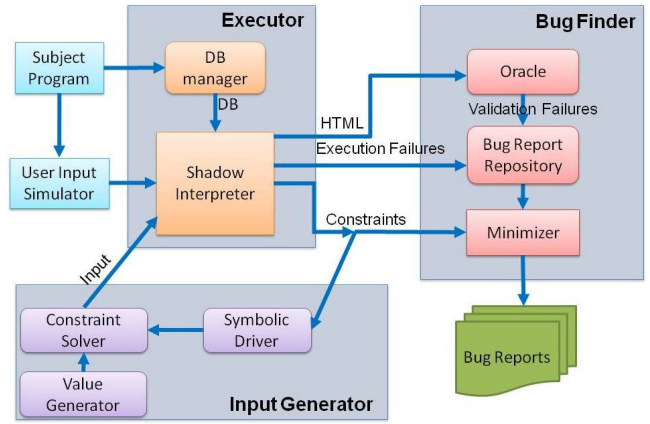 Executor
Bug Finder
Subject
Program
DB
manager
Oracle
DB
HTML
Validation Failures
Execution Failures
Bug Report
Repository
User Input
Simulator
Shadow
Interpreter
Constraints
Minimizer
Input
Constraint
Solver
Symbolic
Driver
Bug Reports
Value
Generator
Input Generator